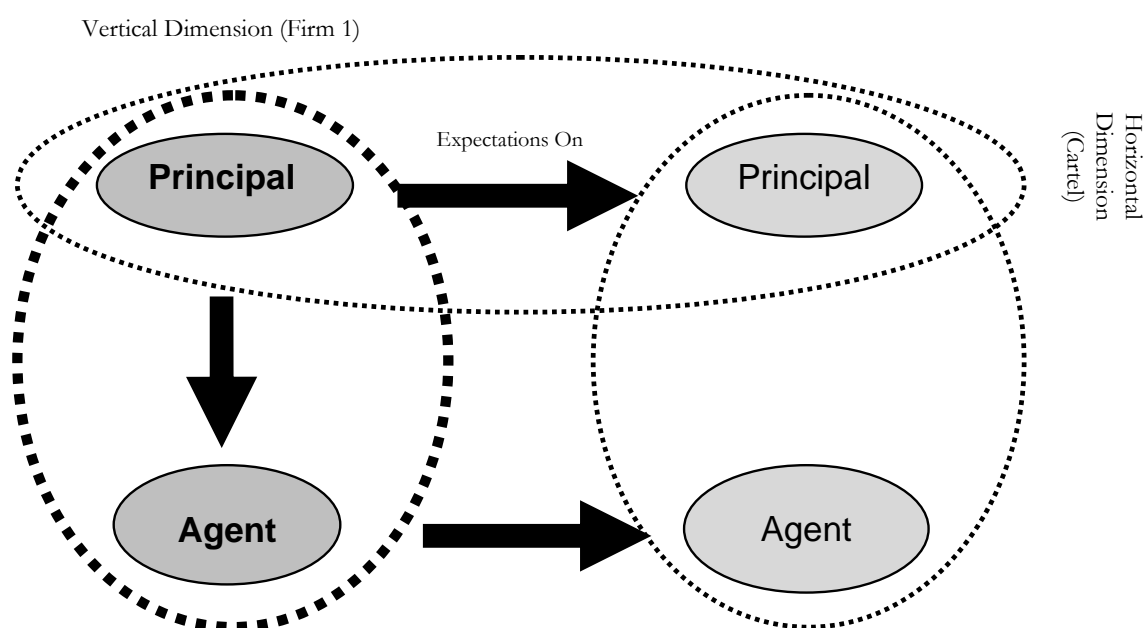 Vertical Dimension (Firm 1)
Expectations On
Principal
Principal
Horizontal
Dimension
(Cartel)
Agent
Agent